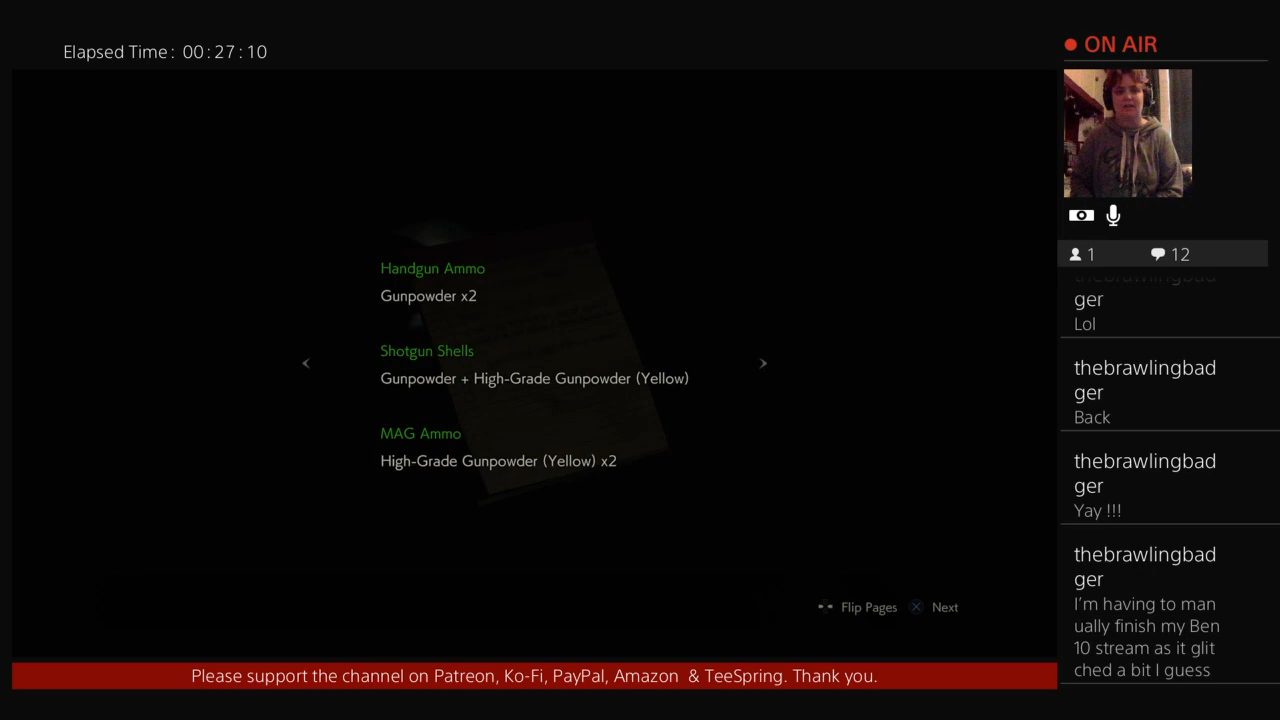 Elapsed Time: 00:27:10
ON AIR
1 12
Handgun Ammo
Gunpowder x2
Shotgun Shells
Gunpowder + High-Grade Gunpowder (Yellow)
MAG Ammo
High-Grade Gunpowder (Yellow) x2
Flip Pages Next
Please support the channel on Patreon, Ko-Fi, PayPal, Amazon & TeeSpring. Thank you.
thebrawlingbad
ger
Lol
thebrawlingbad
ger
Back
thebrawlingbad
ger
Yay !!!
thebrawlingbad
ger
I'm having to man
ually finish my Ben
10 stream as it glit
ched a bit I guess